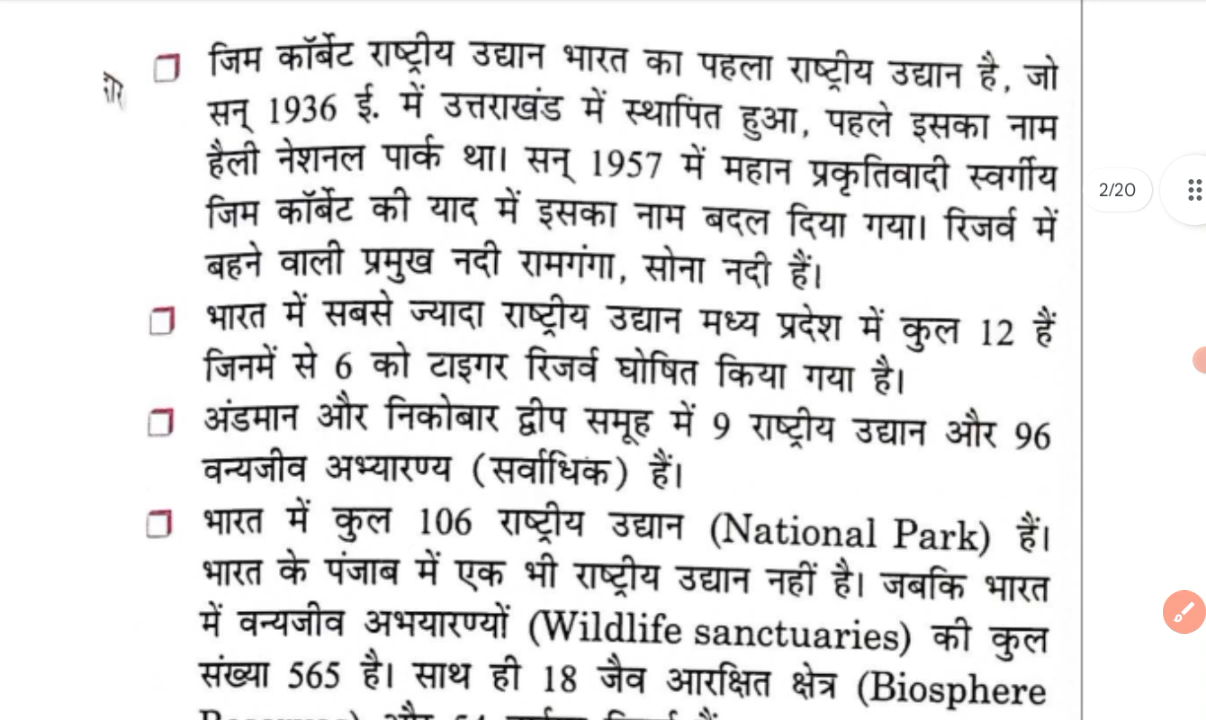 जिम कॉर्बेट राष्ट्रीय उद्यान भारत का पहला राष्ट्रीय उद्यान है, जो
सन् 1936 ई. में उत्तराखंड में स्थापित हुआ, पहले इसका नाम
हैली नेशनल पार्क था। सन् 1957 में महान प्रकृतिवादी स्वर्गीय
2/20
जिम कॉर्बेट की याद में इसका नाम बदल दिया गया। रिजर्व में
बहने वाली प्रमुख नदी रामगंगा, सोना नदी हैं।
भारत में सबसे ज्यादा राष्ट्रीय उद्यान मध्य प्रदेश में कुल 12 हैं
जिनमें से 6 को टाइगर रिजर्व घोषित किया गया है।
अंडमान और निकोबार द्वीप समूह में 9 राष्ट्रीय उद्यान और 96
वन्यजीव अभ्यारण्य (सर्वाधिक) हैं।
भारत में कुल 106 राष्ट्रीय उद्यान (National Park) हैं।
भारत के पंजाब में एक भी राष्ट्रीय उद्यान नहीं है। जबकि भारत
में वन्यजीव अभयारण्यों (Wildlife sanctuaries) की कुल
संख्या 565 है। साथ ही 18 जैव आरक्षित क्षेत्र (Biosphere